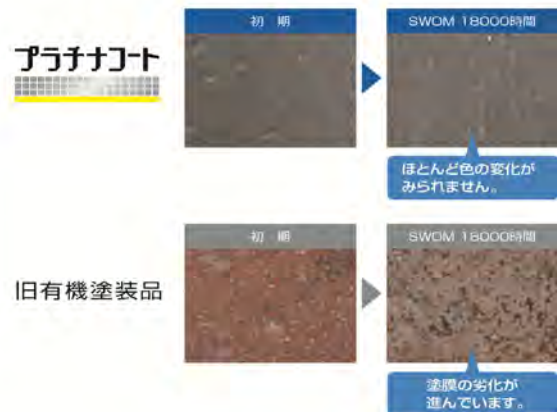 プラチナコート
初 期
SWOM 18000時間
ほとんど色の変化が
みられません。
旧有機塗装品
初 期
SWOM 18000時間
塗膜の劣化が
進んでいます。